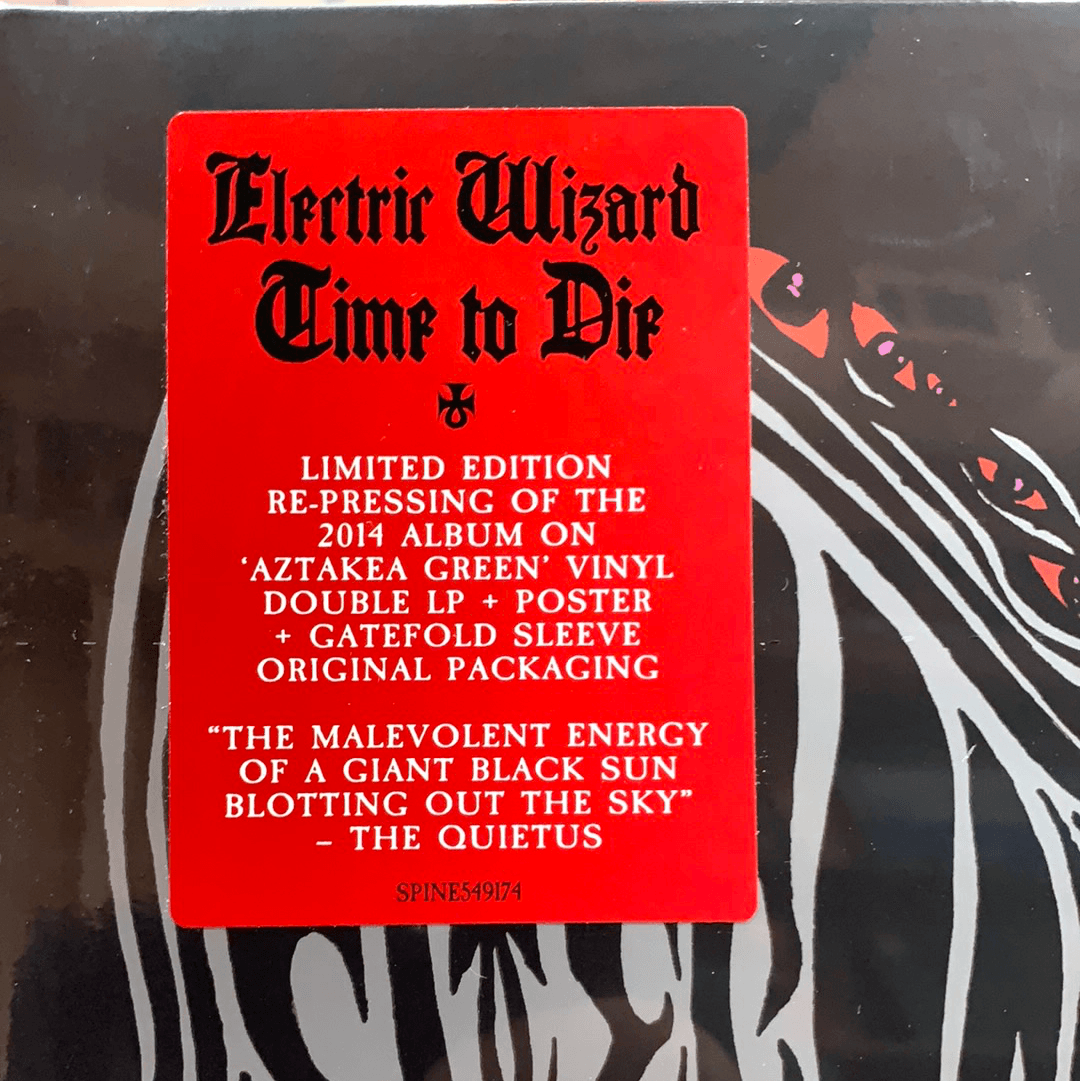 Electric Wizard
Time to Die
LIMITED EDITION
RE-PRESSING OF THE
2014 ALBUM ON
‘AZTAKEA GREEN’ VINYL
DOUBLE LP + POSTER
+ GATEFOLD SLEEVE
ORIGINAL PACKAGING
“THE MALEVOLENT ENERGY
OF A GIANT BLACK SUN
BLOTTING OUT THE SKY”
– THE QUIETUS
SPINE549174